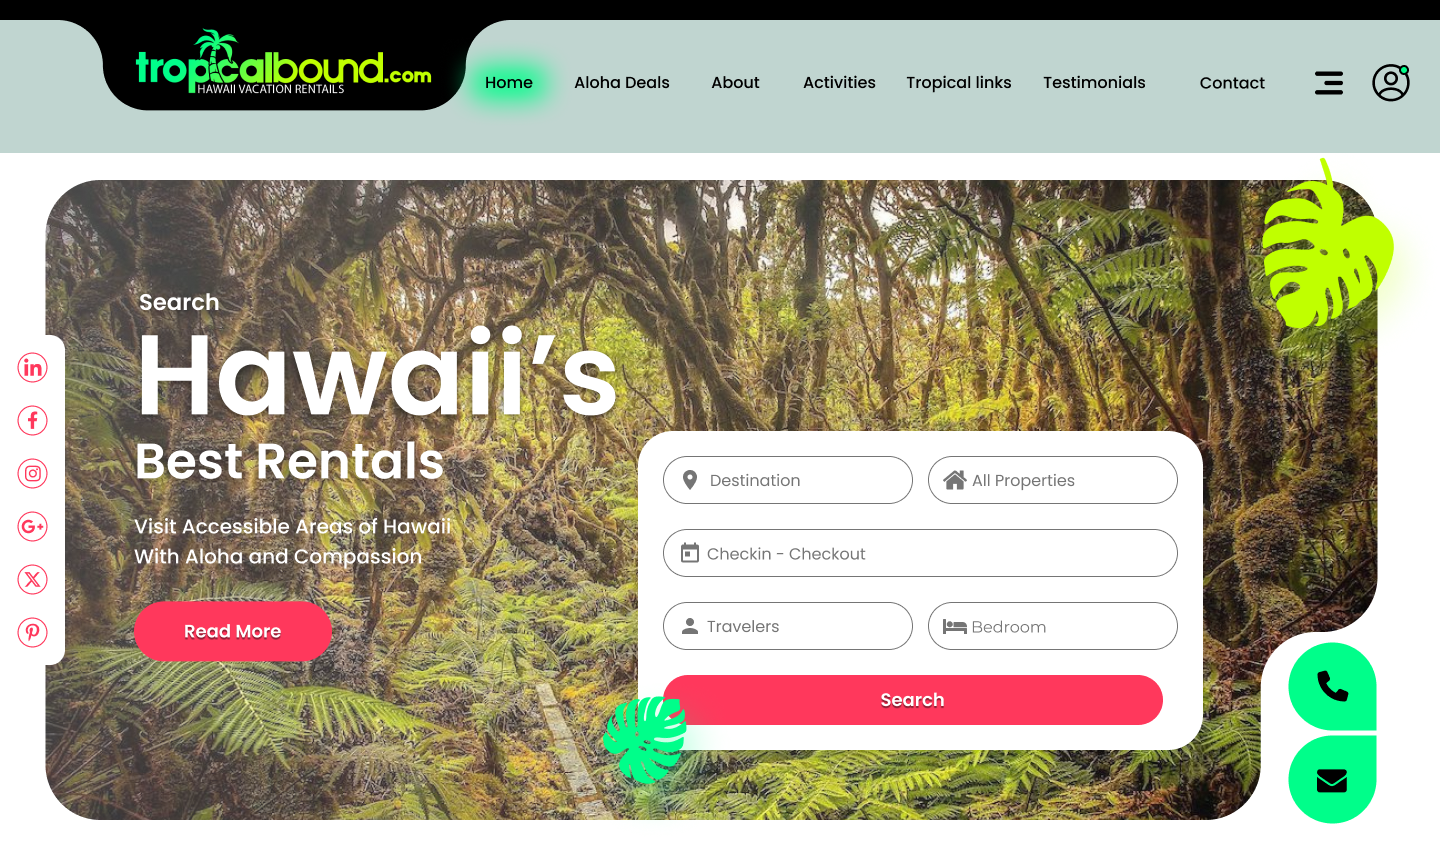 tropicalbound.com
HAWAII VACATION RENTAILS
Home
Aloha Deals
About
Activities
Tropical links
Testimonials
Contact
Search
Hawaii's
Best Rentals
Visit Accessible Areas of Hawaii
With Aloha and Compassion
Read More
Destination
All Properties
Checkin - Checkout
Travelers
Bedroom
Search